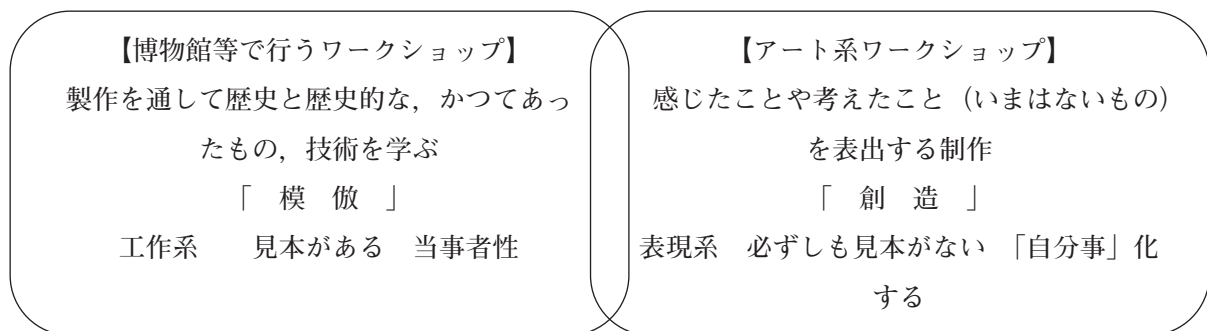 【博物館等で行うワークショップ】
製作を通して歴史と歴史的な，かつてあっ
たもの，技術を学ぶ
「　模　倣　」
工作系　　見本がある　当事者性
【アート系ワークショップ】
感じたことや考えたこと（いまはないもの）
を表出する制作
「　創　造　」
表現系　必ずしも見本がない　「自分事」化
する